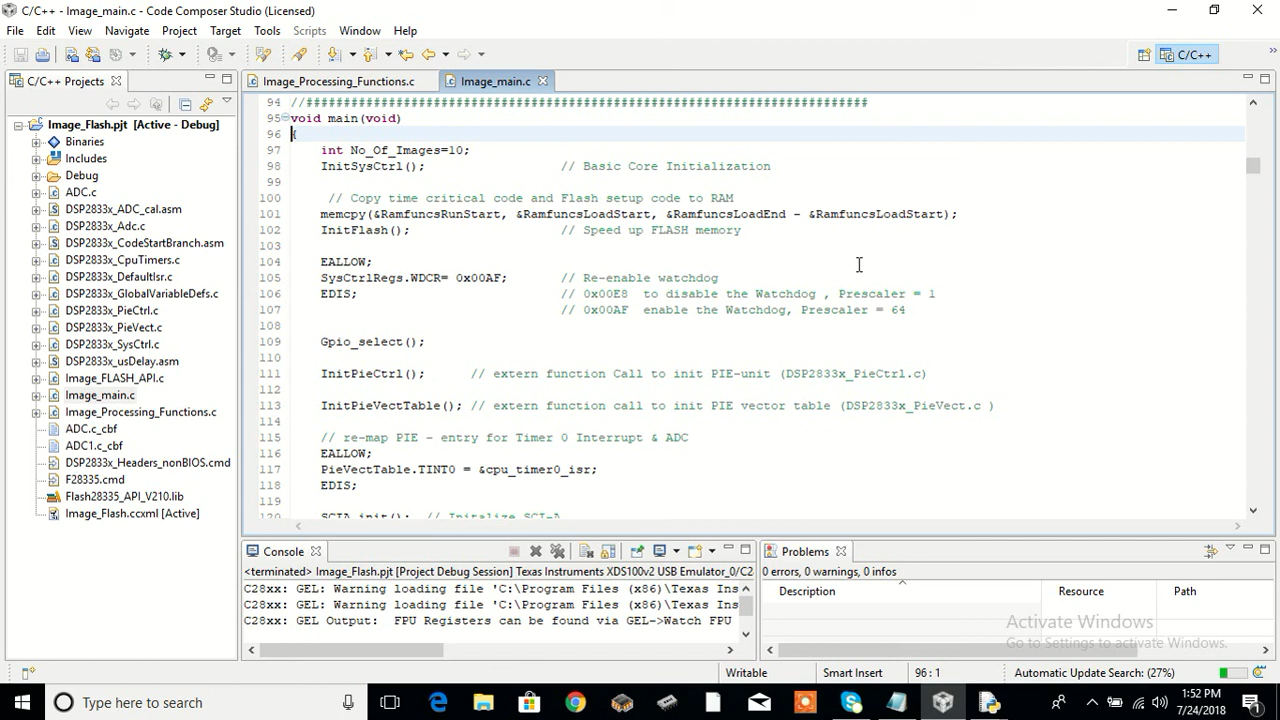 C/C++ - Image_main.c - Code Composer Studio (Licensed)
File Edit View Navigate Project Target Tools Scripts Window Help
C/C++
C/C++ Projects
Image_Flash.pjt [Active - Debug]
Binaries
Includes
Debug
ADC.c
DSP2833x_ADC_cal.asm
DSP2833x_Adc.c
DSP2833x_CodeStartBranch.asm
DSP2833x_CpuTimers.c
DSP2833x_DefaultIsr.c
DSP2833x_GlobalVariableDefs.c
DSP2833x_PieCtrl.c
DSP2833x_PieVect.c
DSP2833x_SysCtrl.c
DSP2833x_usDelay.asm
Image_FLASH_API.c
Image_main.c
Image_Processing_Functions.c
ADC.c_cbf
ADC1.c_cbf
DSP2833x_Headers_nonBIOS.cmd
F28335.cmd
Flash28335_API_V210.lib
Image_Flash.ccxml [Active]
Image_Processing_Functions.c Image_main.c
94 //###########################################################################
95 void main(void)
96 {
97 int No_Of_Images=10;
98 InitSysCtrl(); // Basic Core Initialization
99
100 // Copy time critical code and Flash setup code to RAM
101 memcpy(&RamfuncsRunStart, &RamfuncsLoadStart, &RamfuncsLoadEnd - &RamfuncsLoadStart);
102 InitFlash(); // Speed up FLASH memory
103
104 EALLOW;
105 SysCtrlRegs.WDCR= 0x00AF; // Re-enable watchdog
106 EDIS; // 0x00E8 to disable the Watchdog , Prescaler = 1
107 // 0x00AF enable the Watchdog, Prescaler = 64
108
109 Gpio_select();
110
111 InitPieCtrl(); // extern function Call to init PIE-unit (DSP2833x_PieCtrl.c)
112
113 InitPieVectTable(); // extern function call to init PIE vector table (DSP2833x_PieVect.c )
114
115 // re-map PIE - entry for Timer 0 Interrupt & ADC
116 EALLOW;
117 PieVectTable.TINT0 = &cpu_timer0_isr;
118 EDIS;
119
120 SCIA_init(); // Initalize SCI-A
Console
<terminated> Image_Flash.pjt [Project Debug Session] Texas Instruments XDS100v2 USB Emulator_0/C2
C28xx: GEL: Warning loading file 'C:\Program Files (x86)\Texas Ins
C28xx: GEL: Warning loading file 'C:\Program Files (x86)\Texas Ins
C28xx: GEL Output: FPU Registers can be found via GEL->Watch FPU
Problems
0 errors, 0 warnings, 0 infos
Description Resource Path
Activate Windows
Go to Settings to activate Windows.
Writable Smart Insert 96 : 1 Automatic Update Search: (27%)
Type here to search
1:52 PM
7/24/2018
1